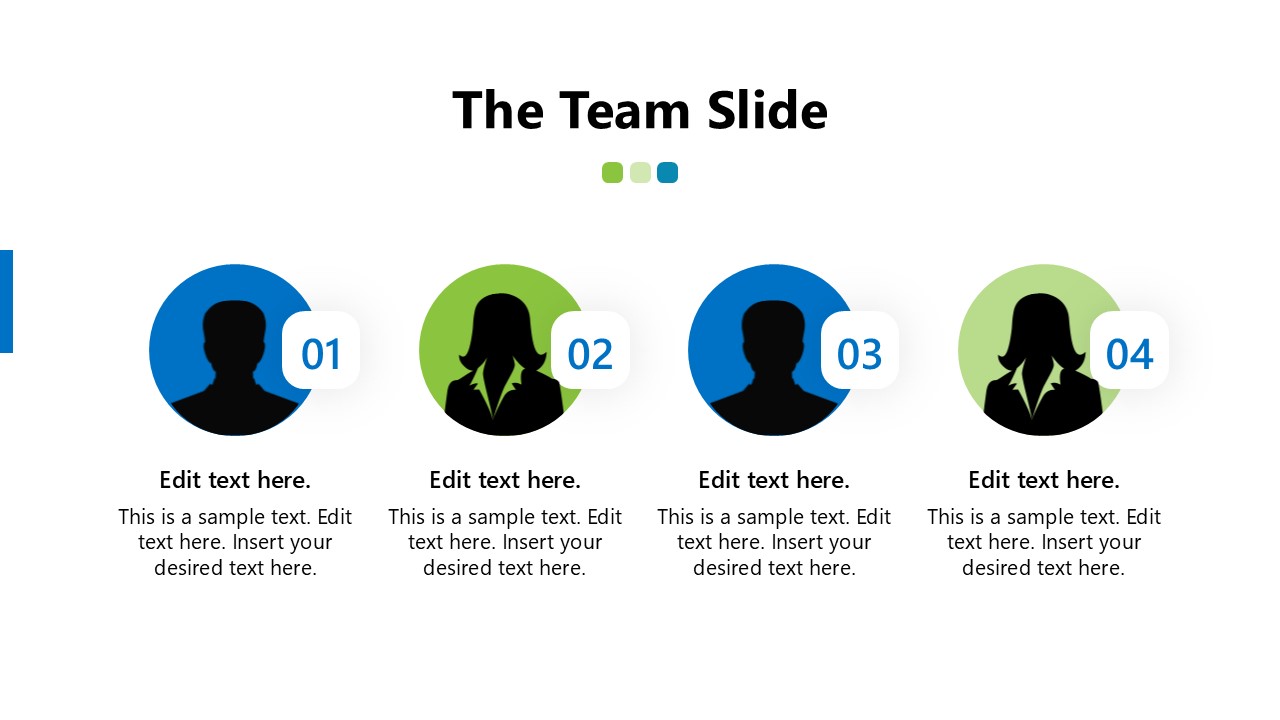 The Team Slide
01
02
03
04
Edit text here.
This is a sample text. Edit
text here. Insert your
desired text here.
Edit text here.
This is a sample text. Edit
text here. Insert your
desired text here.
Edit text here.
This is a sample text. Edit
text here. Insert your
desired text here.
Edit text here.
This is a sample text. Edit
text here. Insert your
desired text here.